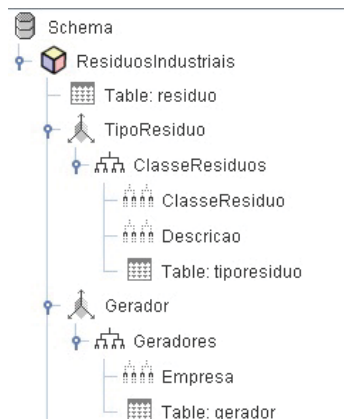 Schema
ResiduosIndustriais
Table: residuo
TipoResiduo
ClasseResiduos
ClasseResiduo
Descricao
Table: tiporesiduo
Gerador
Geradores
Empresa
Table: gerador